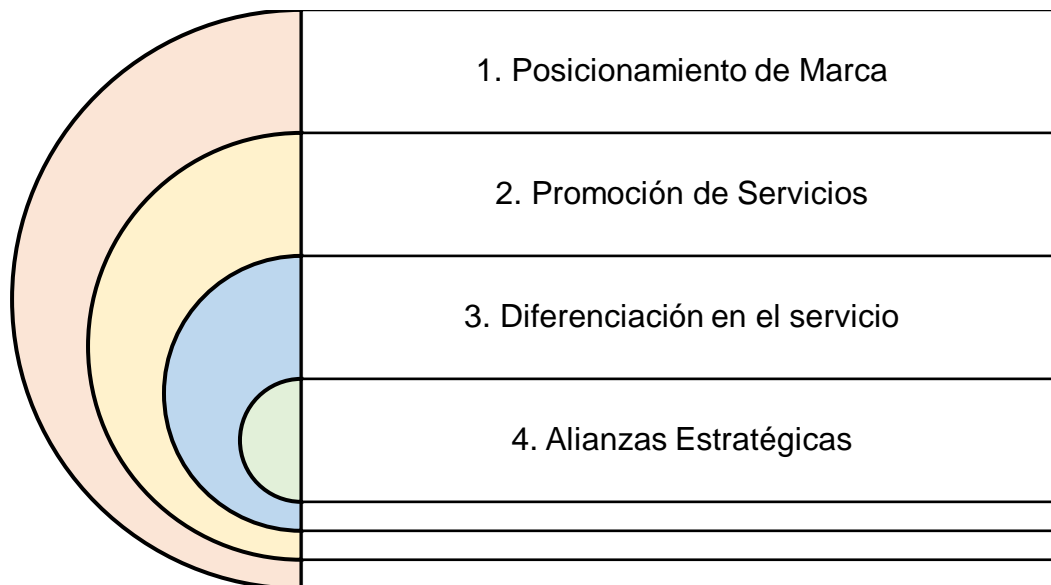 1. Posicionamiento de Marca
2. Promoción de Servicios
3. Diferenciación en el servicio
4. Alianzas Estratégicas